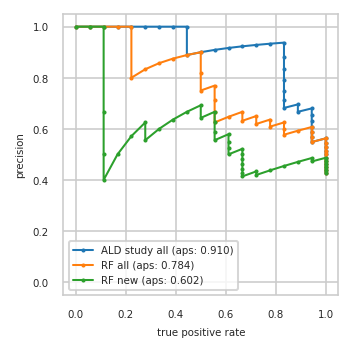 1.0
0.8
0.6
0.4
0.2
0.0
precision
ALD study all (aps: 0.910)
RF all (aps: 0.784)
RF new (aps: 0.602)
0.0 0.2 0.4 0.6 0.8 1.0
true positive rate